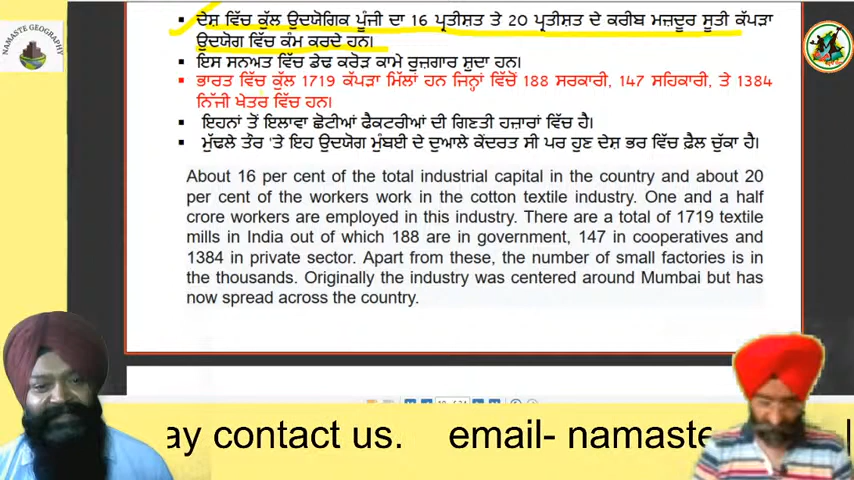 NAMASTE GEOGRAPHY
ਦੇਸ਼ ਵਿੱਚ ਕੁੱਲ ਉਦਯੋਗਿਕ ਪੂੰਜੀ ਦਾ 16 ਪ੍ਰਤੀਸ਼ਤ ਤੇ 20 ਪ੍ਰਤੀਸ਼ਤ ਦੇ ਕਰੀਬ ਮਜ਼ਦੂਰ ਸੂਤੀ ਕੱਪੜਾ
ਉਦਯੋਗ ਵਿੱਚ ਕੰਮ ਕਰਦੇ ਹਨ।
ਇਸ ਸਨਅਤ ਵਿੱਚ ਡੇਢ ਕਰੋੜ ਕਾਮੇ ਰੁਜ਼ਗਾਰ ਸ਼ੁਦਾ ਹਨ।
ਭਾਰਤ ਵਿੱਚ ਕੁੱਲ 1719 ਕੱਪੜਾ ਮਿੱਲਾਂ ਹਨ ਜਿਨ੍ਹਾਂ ਵਿੱਚੋਂ 188 ਸਰਕਾਰੀ, 147 ਸਹਿਕਾਰੀ, ਤੇ 1384
ਨਿੱਜੀ ਖੇਤਰ ਵਿੱਚ ਹਨ।
ਇਹਨਾਂ ਤੋਂ ਇਲਾਵਾ ਛੋਟੀਆਂ ਫੈਕਟਰੀਆਂ ਦੀ ਗਿਣਤੀ ਹਜ਼ਾਰਾਂ ਵਿੱਚ ਹੈ।
ਮੁੱਢਲੇ ਤੌਰ 'ਤੇ ਇਹ ਉਦਯੋਗ ਮੁੰਬਈ ਦੇ ਦੁਆਲੇ ਕੇਂਦਰਤ ਸੀ ਪਰ ਹੁਣ ਦੇਸ਼ ਭਰ ਵਿੱਚ ਫ਼ੈਲ ਚੁੱਕਾ ਹੈ।
About 16 per cent of the total industrial capital in the country and about 20
per cent of the workers work in the cotton textile industry. One and a half
crore workers are employed in this industry. There are a total of 1719 textile
mills in India out of which 188 are in government, 147 in cooperatives and
1384 in private sector. Apart from these, the number of small factories is in
the thousands. Originally the industry was centered around Mumbai but has
now spread across the country.
ay contact us. email- namaste